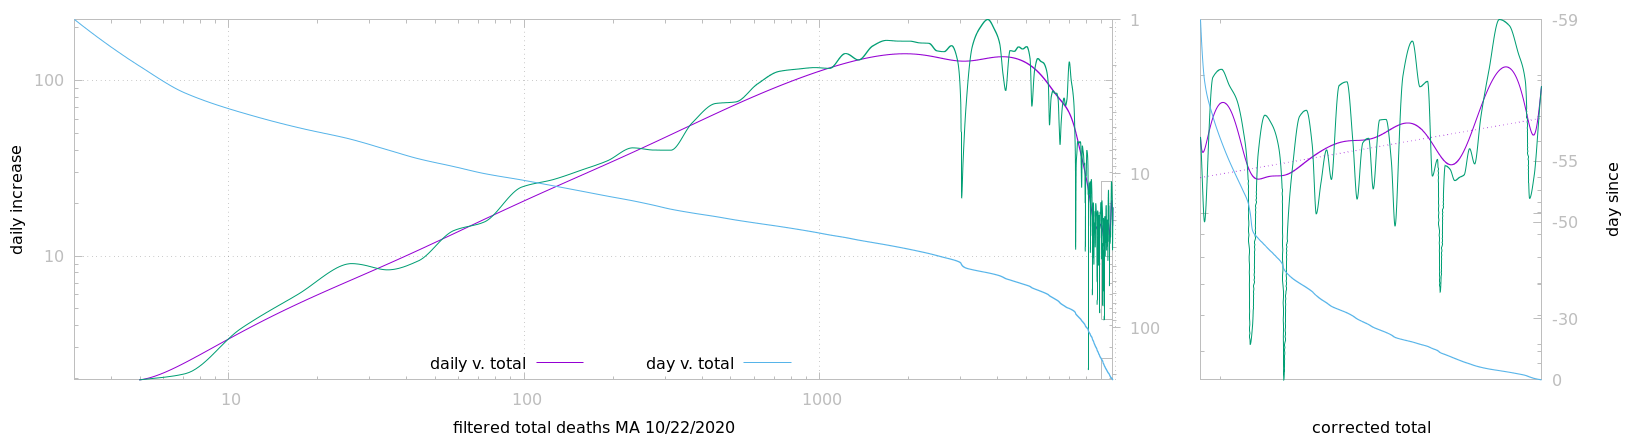 1
-59
100
daily increase
10
-55
-50
day since
10
-30
100
daily v. total
day v. total
0
10
100
1000
filtered total deaths MA 10/22/2020
corrected total